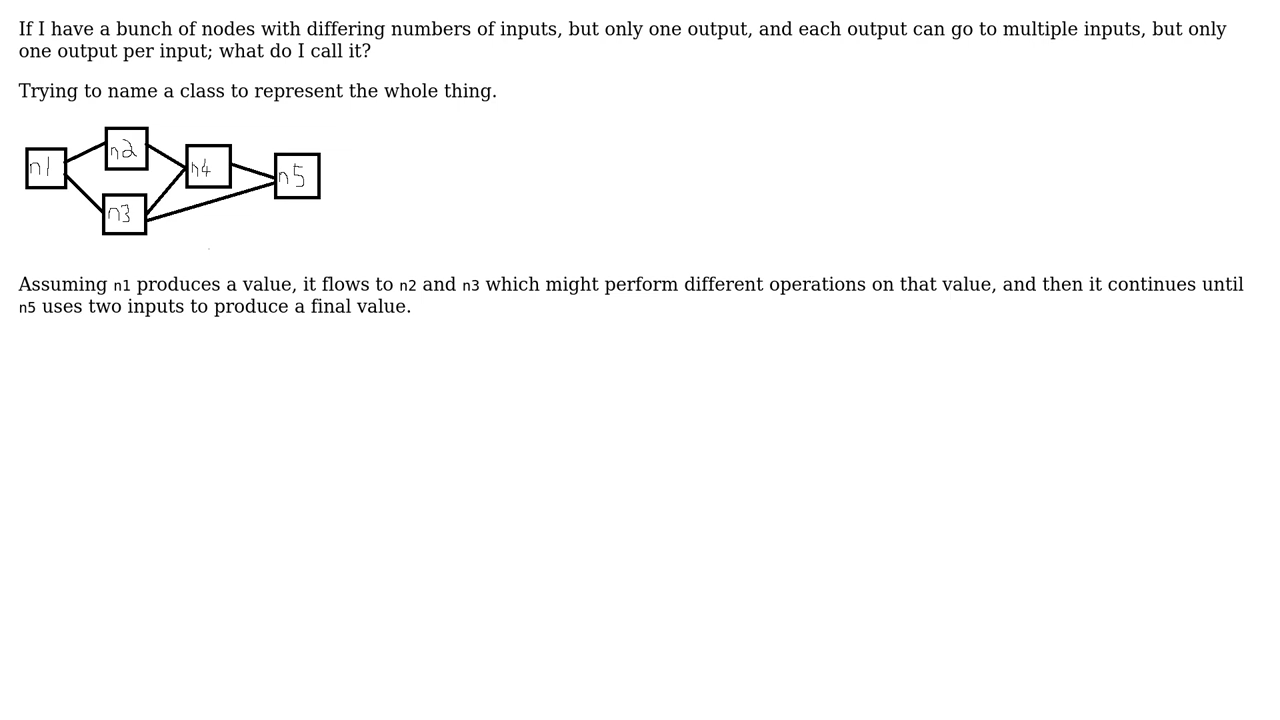 If I have a bunch of nodes with differing numbers of inputs, but only one output, and each output can go to multiple inputs, but only
one output per input; what do I call it?
Trying to name a class to represent the whole thing.
n1
n2
n3
n4
n5
Assuming n1 produces a value, it flows to n2 and n3 which might perform different operations on that value, and then it continues until
n5 uses two inputs to produce a final value.